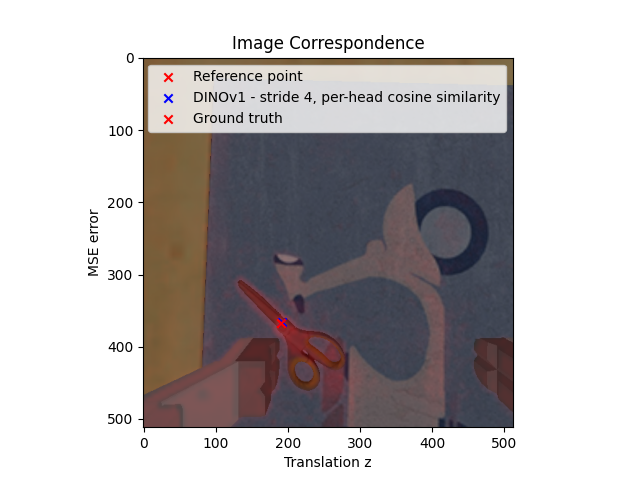 Image Correspondence
Reference point
DINOv1 - stride 4, per-head cosine similarity
Ground truth
MSE error
0
100
200
300
400
500
0 100 200 300 400 500
Translation z